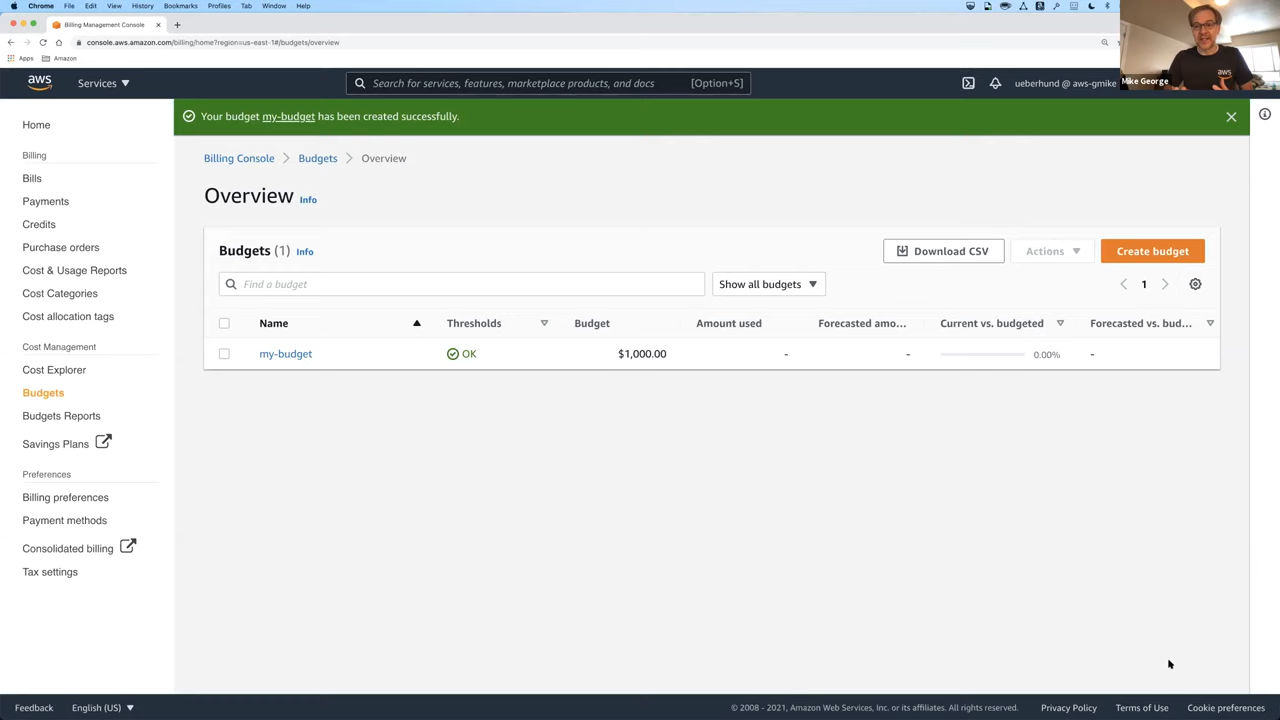 Chrome File Edit View History Bookmarks Profiles Tab Window Help
Billing Management Console
console.aws.amazon.com/billing/home?region=us-east-1#/budgets/overview
Apps Amazon
aws Services Search for services, features, marketplace products, and docs [Option+S] ueberhund @ aws-gmike
Mike George
aws
Your budget my-budget has been created successfully.
Home
Billing
Bills
Payments
Credits
Purchase orders
Cost & Usage Reports
Cost Categories
Cost allocation tags
Cost Management
Cost Explorer
Budgets
Budgets Reports
Savings Plans
Preferences
Billing preferences
Payment methods
Consolidated billing
Tax settings
Billing Console Budgets Overview
Overview Info
Budgets (1) Info Download CSV Actions Create budget
Find a budget Show all budgets 1
Name Thresholds Budget Amount used Forecasted amo... Current vs. budgeted Forecasted vs. bud...
my-budget OK $1,000.00 - - 0.00% -
Feedback English (US) © 2008 - 2021, Amazon Web Services, Inc. or its affiliates. All rights reserved. Privacy Policy Terms of Use Cookie preferences